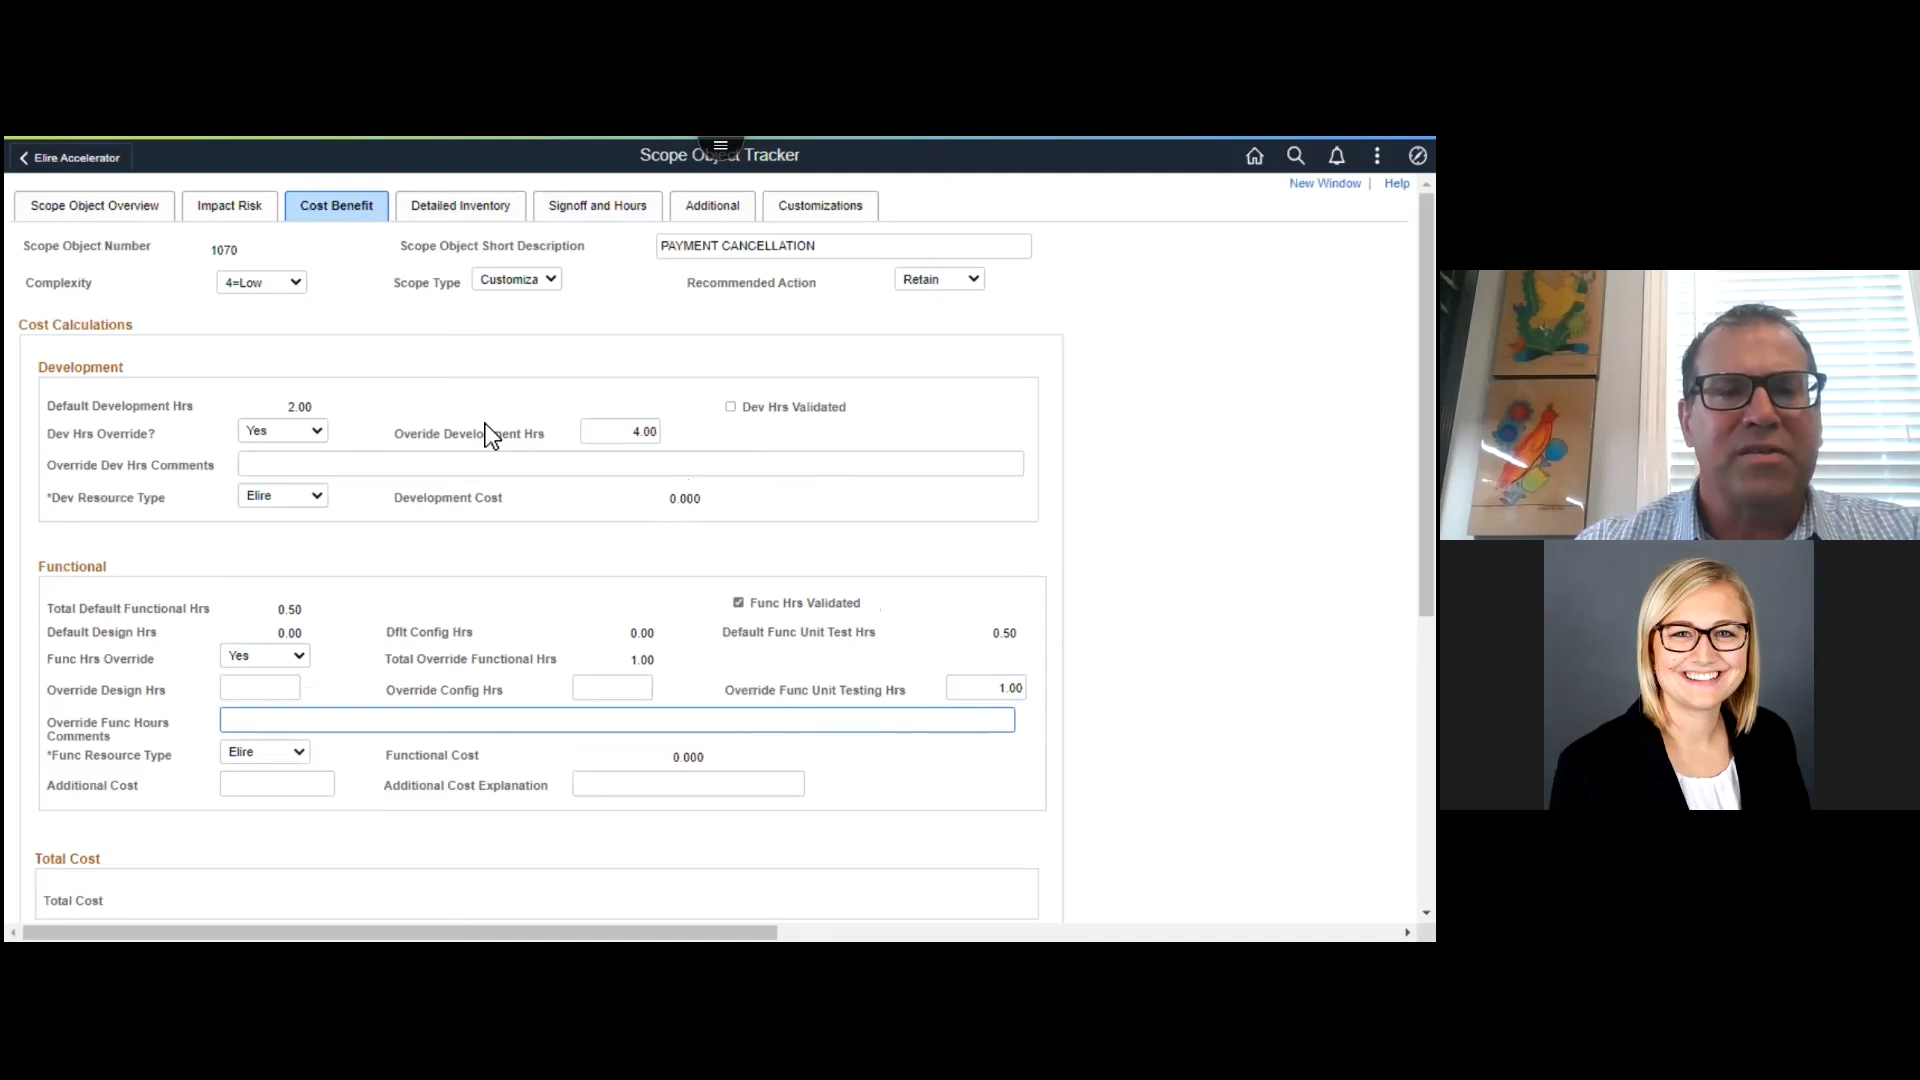 Elire Accelerator
Scope Object Tracker
New Window | Help
Scope Object Overview Impact Risk Cost Benefit Detailed Inventory Signoff and Hours Additional Customizations
Scope Object Number 1070 Scope Object Short Description PAYMENT CANCELLATION
Complexity 4=Low Scope Type Customiza Recommended Action Retain
Cost Calculations
Development
Default Development Hrs 2.00 Dev Hrs Validated
Dev Hrs Override? Yes Overide Development Hrs 4.00
Override Dev Hrs Comments
*Dev Resource Type Elire Development Cost 0.000
Functional
Total Default Functional Hrs 0.50 Func Hrs Validated
Default Design Hrs 0.00 Dflt Config Hrs 0.00 Default Func Unit Test Hrs 0.50
Func Hrs Override Yes Total Override Functional Hrs 1.00
Override Design Hrs Override Config Hrs Override Func Unit Testing Hrs 1.00
Override Func Hours
Comments
*Func Resource Type Elire Functional Cost 0.000
Additional Cost Additional Cost Explanation
Total Cost
Total Cost